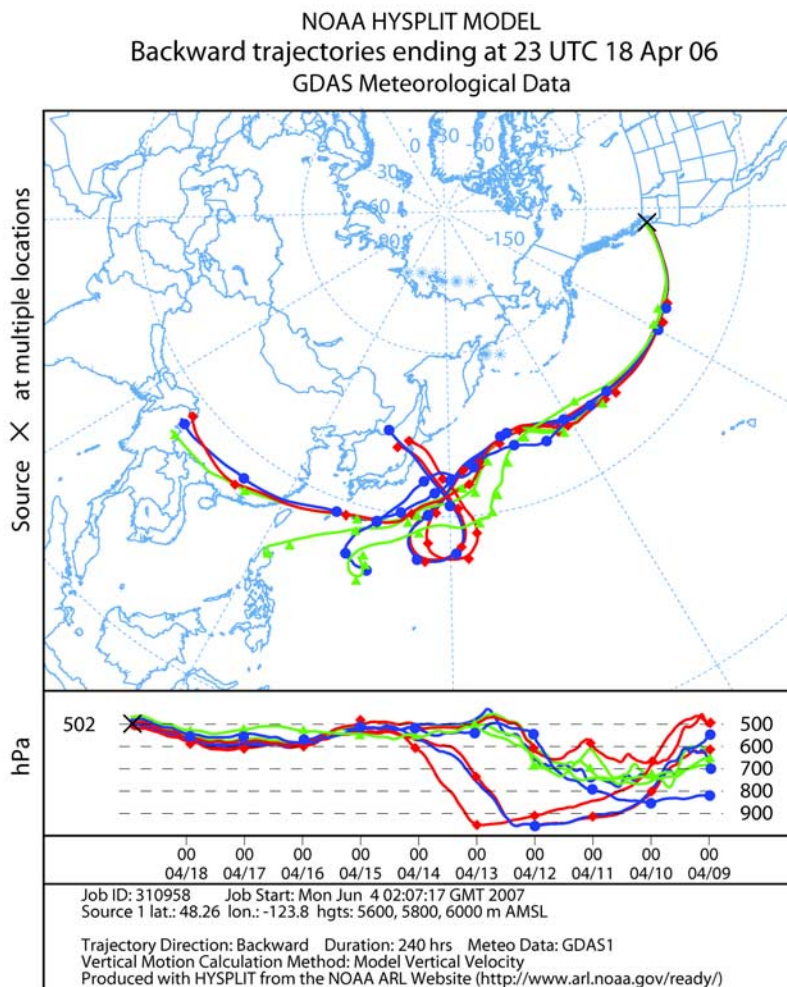 NOAA HYSPLIT MODEL
Backward trajectories ending at 23 UTC 18 Apr 06
GDAS Meteorological Data
Source × at multiple locations
0
30
-60
30
60
90
-150
hPa
502
500
600
700
800
900
00 00 00 00 00 00 00 00 00 00
04/18 04/17 04/16 04/15 04/14 04/13 04/12 04/11 04/10 04/09
Job ID: 310958 Job Start: Mon Jun 4 02:07:17 GMT 2007
Source 1 lat.: 48.26 lon.: -123.8 hgts: 5600, 5800, 6000 m AMSL
Trajectory Direction: Backward Duration: 240 hrs Meteo Data: GDAS1
Vertical Motion Calculation Method: Model Vertical Velocity
Produced with HYSPLIT from the NOAA ARL Website (http://www.arl.noaa.gov/ready/)